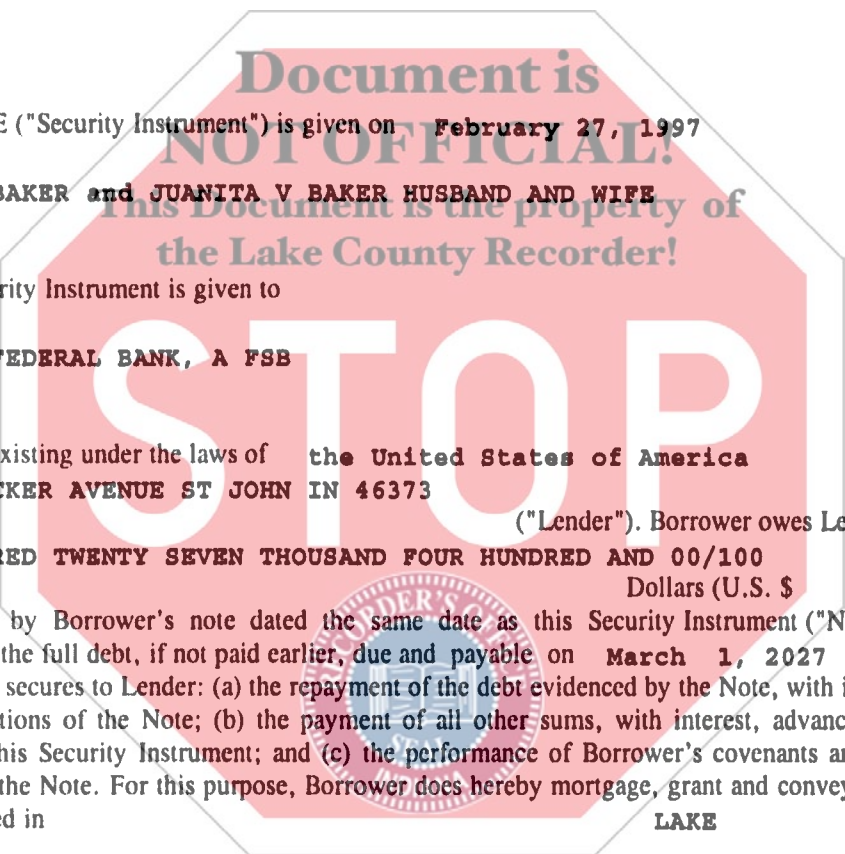 Document is
E ("Security Instrument") is given on February 27, 1997
NOT OFFICIAL!
BAKER and JUANITA V BAKER HUSBAND AND WIFE
This Document is the property of
the Lake County Recorder!
rity Instrument is given to
STOP
FEDERAL BANK, A FSB
xisting under the laws of the United States of America
CKER AVENUE ST JOHN IN 46373
("Lender"). Borrower owes Le
RED TWENTY SEVEN THOUSAND FOUR HUNDRED AND 00/100
Dollars (U.S. $
by Borrower's note dated the same date as this Security Instrument ("N
the full debt, if not paid earlier, due and payable on March 1, 2027
secures to Lender: (a) the repayment of the debt evidenced by the Note, with i
tions of the Note; (b) the payment of all other sums, with interest, advanc
his Security Instrument; and (c) the performance of Borrower's covenants a
the Note. For this purpose, Borrower does hereby mortgage, grant and convey
ed in LAKE
RECORDER'S
SEAL
INDIANA